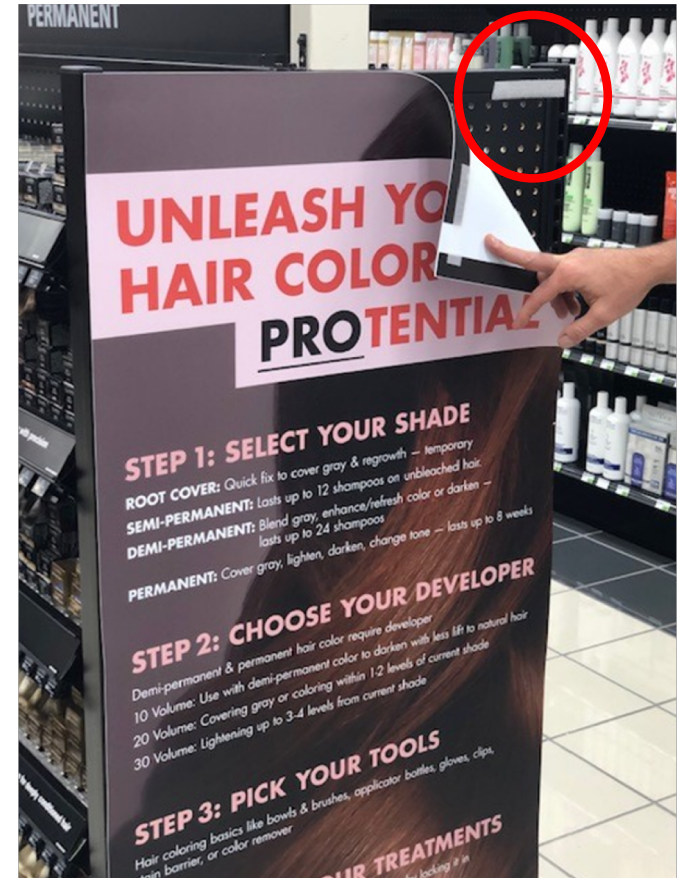 PERMANENT
UNLEASH YO
HAIR COLOR
PROTENTIAL
STEP 1: SELECT YOUR SHADE
ROOT COVER: Quick fix to cover gray & regrowth — temporary
SEMI-PERMANENT: Lasts up to 12 shampoos on unbleached hair.
DEMI-PERMANENT: Blend gray, enhance/refresh color or darken —
lasts up to 24 shampoos
PERMANENT: Cover gray, lighten, darken, change tone — lasts up to 8 weeks
STEP 2: CHOOSE YOUR DEVELOPER
Demi-permanent & permanent hair color require developer
10 Volume: Use with demi-permanent color to darken with less lift to natural hair
20 Volume: Covering gray or coloring within 1-2 levels of current shade
30 Volume: Lightening up to 3-4 levels from current shade
STEP 3: PICK YOUR TOOLS
Hair coloring basics like bowls & brushes, applicator bottles, gloves, clips,
barrier, or color remover
UR TREATMENTS
locking it in